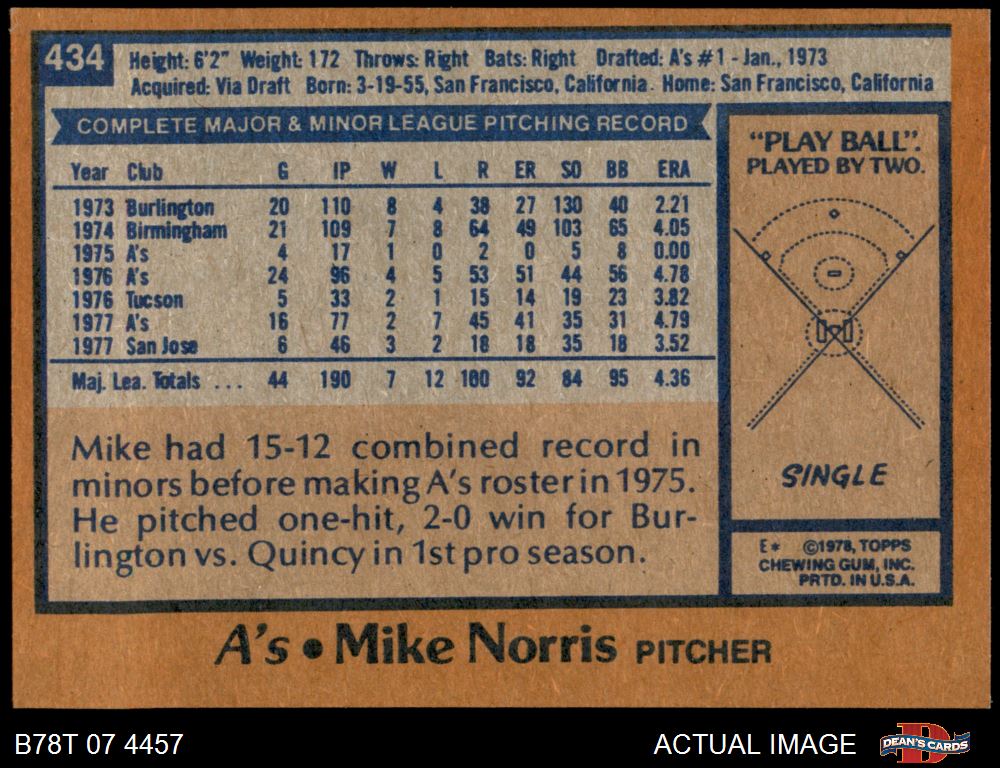 434
Height: 6'2" Weight: 172 Throws: Right Bats: Right Drafted: A's #1 - Jan., 1973
Acquired: Via Draft Born: 3-19-55, San Francisco, California. Home: San Francisco, California
COMPLETE MAJOR & MINOR LEAGUE PITCHING RECORD
Year Club G IP W L R ER SO BB ERA
1973 Burlington 20 110 8 4 38 27 130 40 2.21
1974 Birmingham 21 109 7 8 64 49 103 65 4.05
1975 A's 4 17 1 0 2 0 5 8 0.00
1976 A's 24 96 4 5 53 51 44 56 4.78
1976 Tucson 5 33 2 1 15 14 19 23 3.82
1977 A's 16 77 2 7 45 41 35 31 4.79
1977 San Jose 6 46 3 2 18 18 35 18 3.52
Maj. Lea. Totals ... 44 190 7 12 100 92 84 95 4.36
Mike had 15-12 combined record in
minors before making A's roster in 1975.
He pitched one-hit, 2-0 win for Bur-
lington vs. Quincy in 1st pro season.
"PLAY BALL".
PLAYED BY TWO.
SINGLE
E* ©1978, TOPPS
CHEWING GUM, INC.
PRTD. IN U.S.A.
A's • Mike Norris PITCHER
B78T 07 4457
ACTUAL IMAGE
D
DEAN'S CARDS